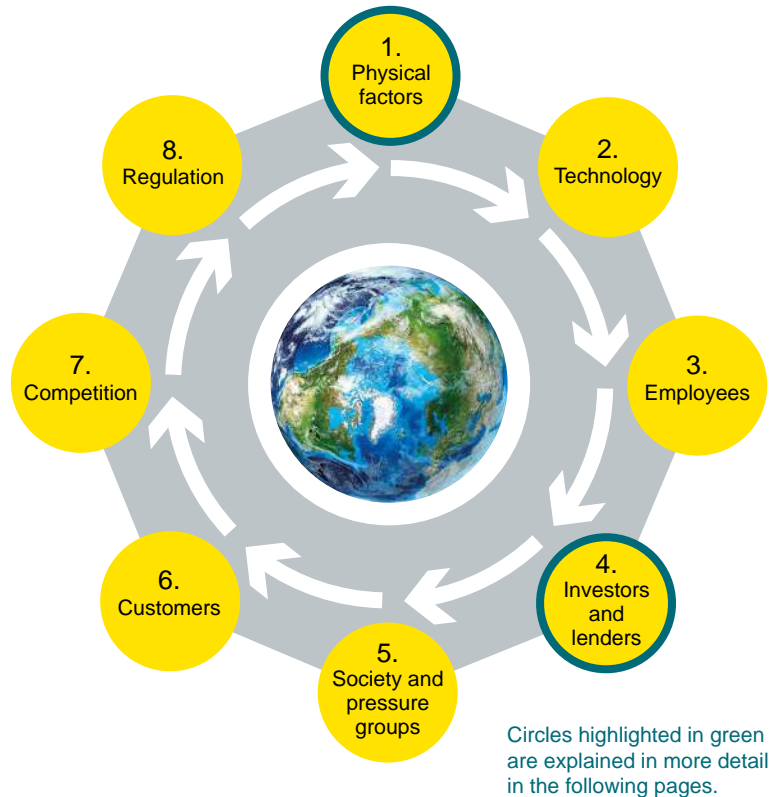 1.
Physical
factors
2.
Technology
3.
Employees
4.
Investors
and
lenders
5.
Society and
pressure
groups
6.
Customers
7.
Competition
8.
Regulation
Circles highlighted in green
are explained in more detail
in the following pages.